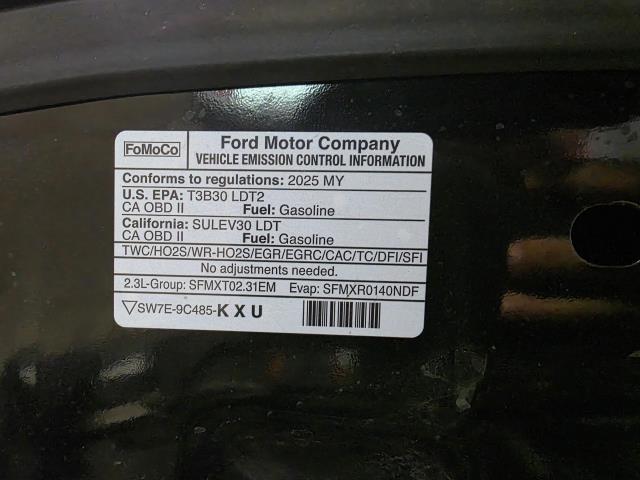 FoMoCo
Ford Motor Company
VEHICLE EMISSION CONTROL INFORMATION
Conforms to regulations: 2025 MY
U.S. EPA: T3B30 LDT2
CA OBD II Fuel: Gasoline
California: SULEV30 LDT
CA OBD II Fuel: Gasoline
TWC/HO2S/WR-HO2S/EGR/EGRC/CAC/TC/DFI/SFI
No adjustments needed.
2.3L-Group: SFMXT02.31EM Evap: SFMXR0140NDF
▽SW7E-9C485-K X U